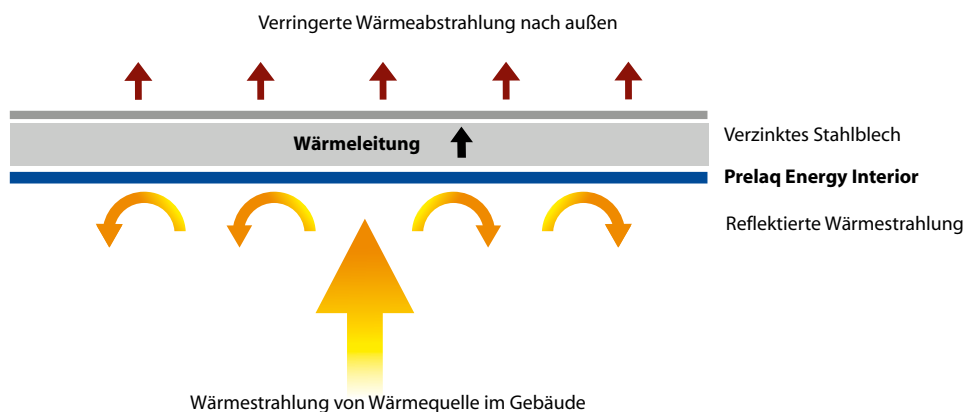 Verringerte Wärmeabstrahlung nach außen
Wärmeleitung
Verzinktes Stahlblech
Prelaq Energy Interior
Reflektierte Wärmestrahlung
Wärmestrahlung von Wärmequelle im Gebäude